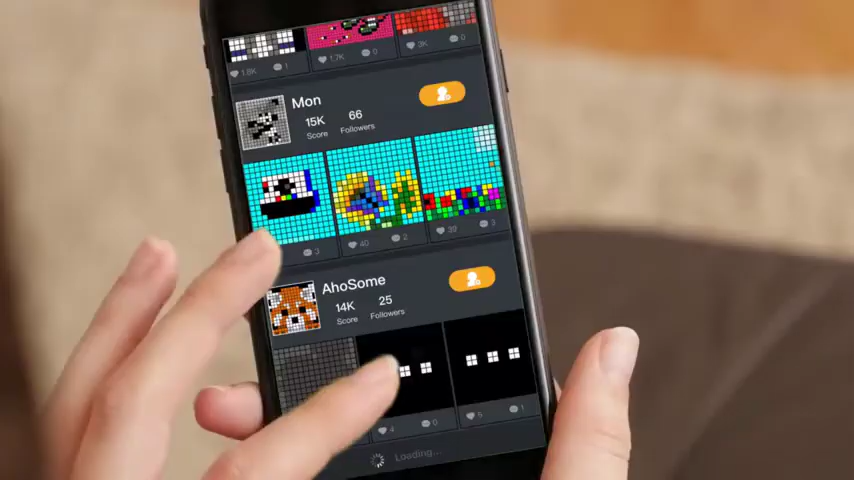 1.8K 1 1.7K 0 3K 0
Mon
15K 66
Score Followers
3 40 2 39 3
AhoSome
14K 25
Score Followers
4 0 5 1
Loading...